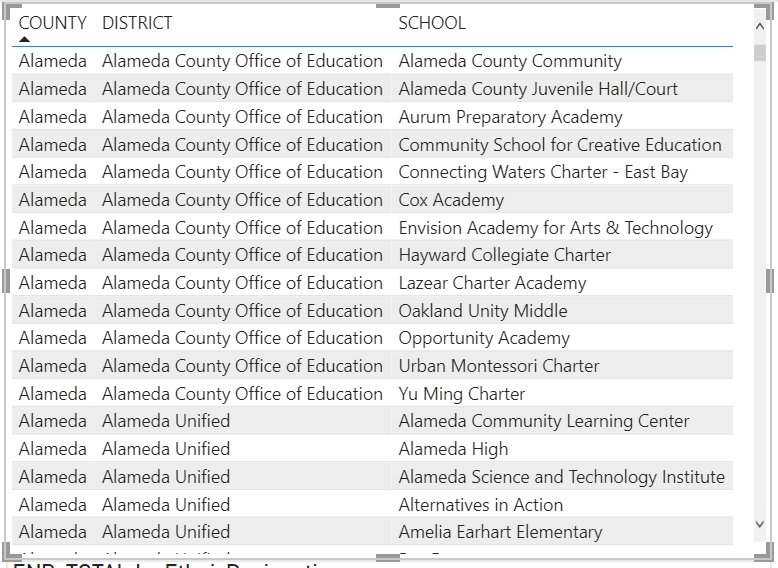 COUNTY DISTRICT SCHOOL
Alameda Alameda County Office of Education Alameda County Community
Alameda Alameda County Office of Education Alameda County Juvenile Hall/Court
Alameda Alameda County Office of Education Aurum Preparatory Academy
Alameda Alameda County Office of Education Community School for Creative Education
Alameda Alameda County Office of Education Connecting Waters Charter - East Bay
Alameda Alameda County Office of Education Cox Academy
Alameda Alameda County Office of Education Envision Academy for Arts & Technology
Alameda Alameda County Office of Education Hayward Collegiate Charter
Alameda Alameda County Office of Education Lazear Charter Academy
Alameda Alameda County Office of Education Oakland Unity Middle
Alameda Alameda County Office of Education Opportunity Academy
Alameda Alameda County Office of Education Urban Montessori Charter
Alameda Alameda County Office of Education Yu Ming Charter
Alameda Alameda Unified Alameda Community Learning Center
Alameda Alameda Unified Alameda High
Alameda Alameda Unified Alameda Science and Technology Institute
Alameda Alameda Unified Alternatives in Action
Alameda Alameda Unified Amelia Earhart Elementary